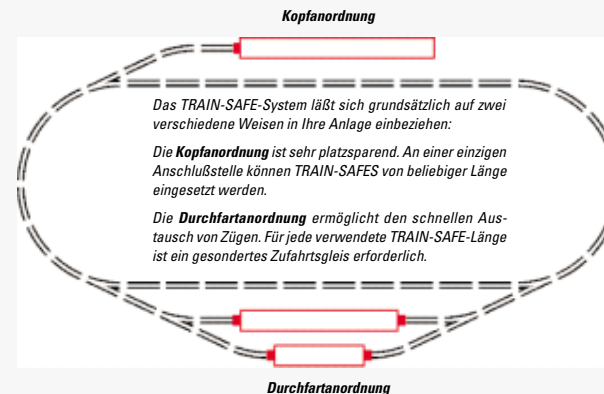 Kopfanordnung
Das TRAIN-SAFE-System läßt sich grundsätzlich auf zwei
verschiedene Weisen in Ihre Anlage einbeziehen:
Die Kopfanordnung ist sehr platzsparend. An einer einzigen
Anschlußstelle können TRAIN-SAFES von beliebiger Länge
eingesetzt werden.
Die Durchfartanordnung ermöglicht den schnellen Aus-
tausch von Zügen. Für jede verwendete TRAIN-SAFE-Länge
ist ein gesondertes Zufahrtsgleis erforderlich.
Durchfartanordnung